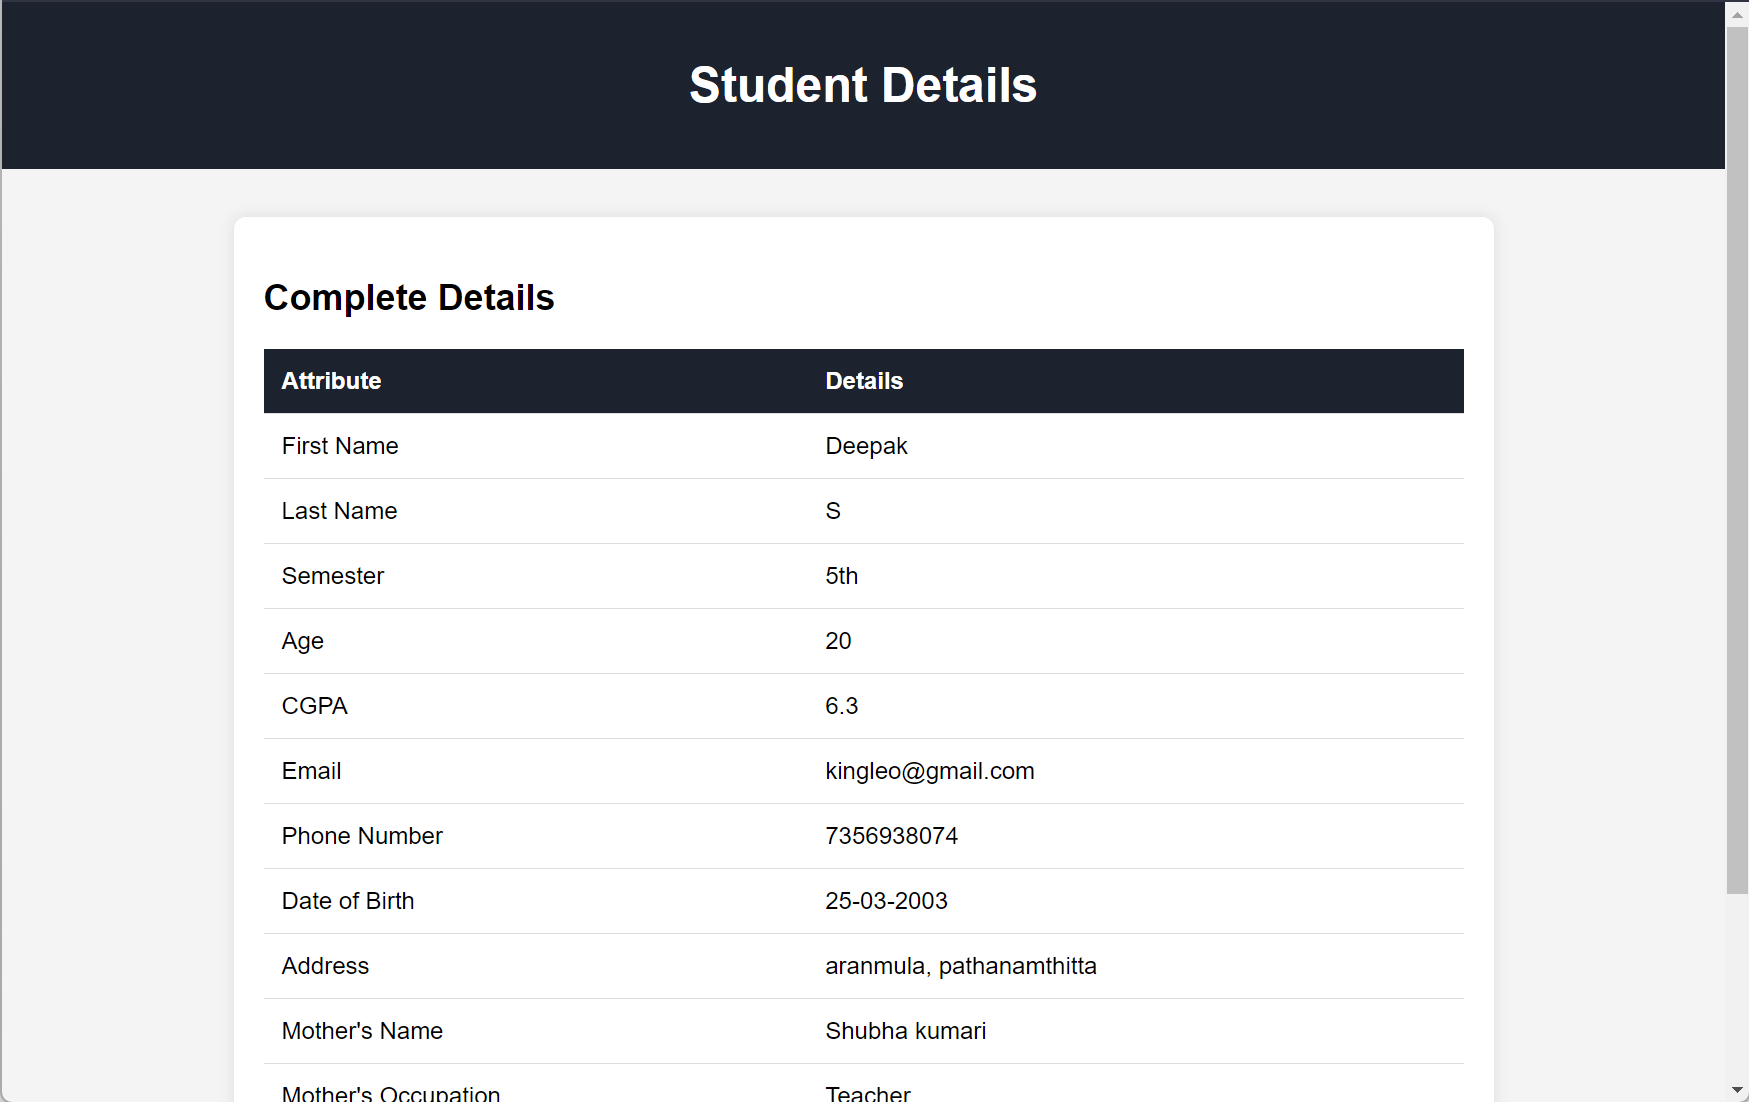 Student Details
Complete Details
Attribute Details
First Name Deepak
Last Name S
Semester 5th
Age 20
CGPA 6.3
Email kingleo@gmail.com
Phone Number 7356938074
Date of Birth 25-03-2003
Address aranmula, pathanamthitta
Mother's Name Shubha kumari
Mother's Occupation Teacher